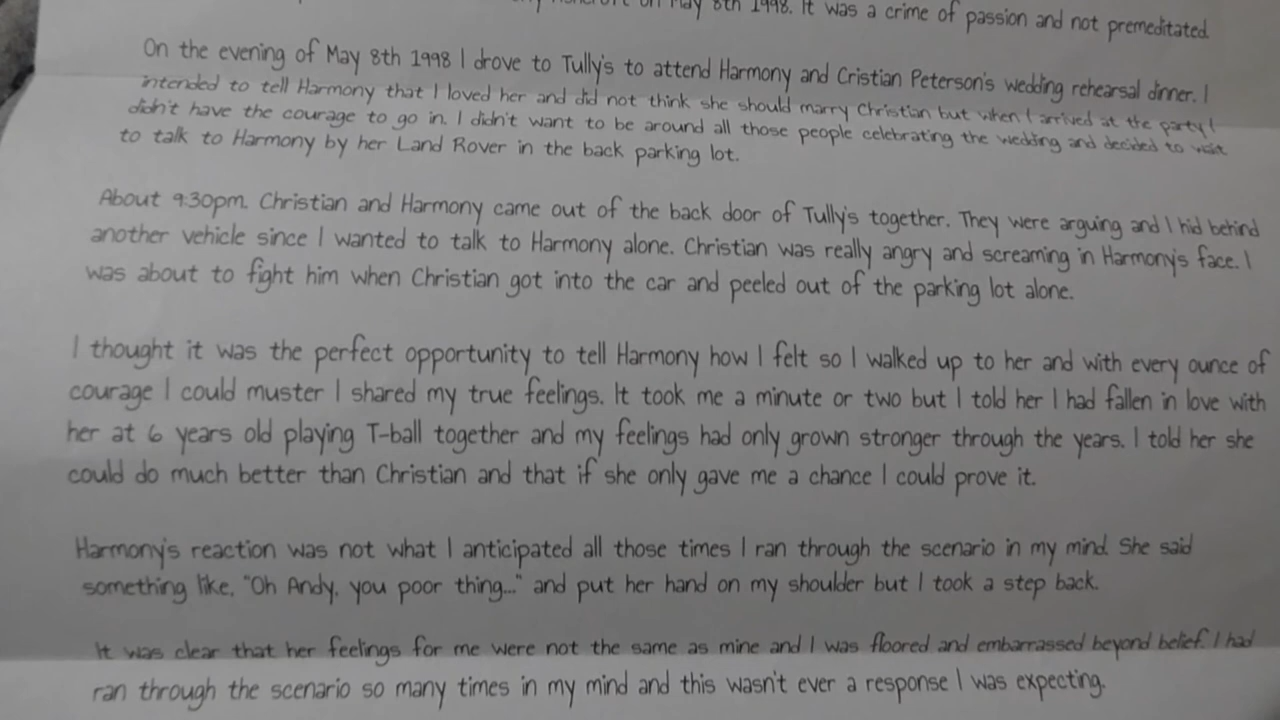 on May 8th 1998. It was a crime of passion and not premeditated.
On the evening of May 8th 1998 I drove to Tully's to attend Harmony and Cristian Peterson's wedding rehearsal dinner. I
intended to tell Harmony that I loved her and did not think she should marry Christian but when I arrived at the party I
didn't have the courage to go in. I didn't want to be around all those people celebrating the wedding and decided to wait
to talk to Harmony by her Land Rover in the back parking lot.
About 9:30pm. Christian and Harmony came out of the back door of Tully's together. They were arguing and I hid behind
another vehicle since I wanted to talk to Harmony alone. Christian was really angry and screaming in Harmony's face. I
was about to fight him when Christian got into the car and peeled out of the parking lot alone.
I thought it was the perfect opportunity to tell Harmony how I felt so I walked up to her and with every ounce of
courage I could muster I shared my true feelings. It took me a minute or two but I told her I had fallen in love with
her at 6 years old playing T-ball together and my feelings had only grown stronger through the years. I told her she
could do much better than Christian and that if she only gave me a chance I could prove it.
Harmony's reaction was not what I anticipated all those times I ran through the scenario in my mind. She said
something like, "Oh Andy, you poor thing..." and put her hand on my shoulder but I took a step back.
It was clear that her feelings for me were not the same as mine and I was floored and embarrassed beyond belief. I had
ran through the scenario so many times in my mind and this wasn't ever a response I was expecting.